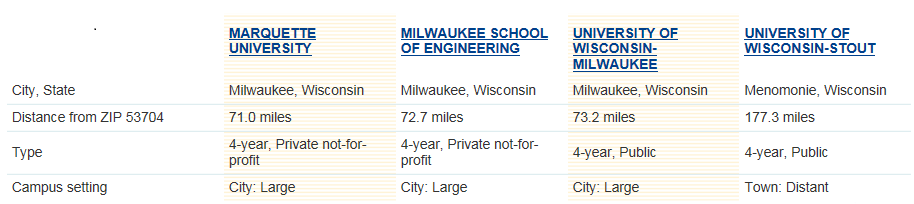 .
MARQUETTE UNIVERSITY MILWAUKEE SCHOOL OF ENGINEERING UNIVERSITY OF WISCONSIN-MILWAUKEE UNIVERSITY OF WISCONSIN-STOUT
City, State Milwaukee, Wisconsin Milwaukee, Wisconsin Milwaukee, Wisconsin Menomonie, Wisconsin
Distance from ZIP 53704 71.0 miles 72.7 miles 73.2 miles 177.3 miles
Type 4-year, Private not-for-profit 4-year, Private not-for-profit 4-year, Public 4-year, Public
Campus setting City: Large City: Large City: Large Town: Distant